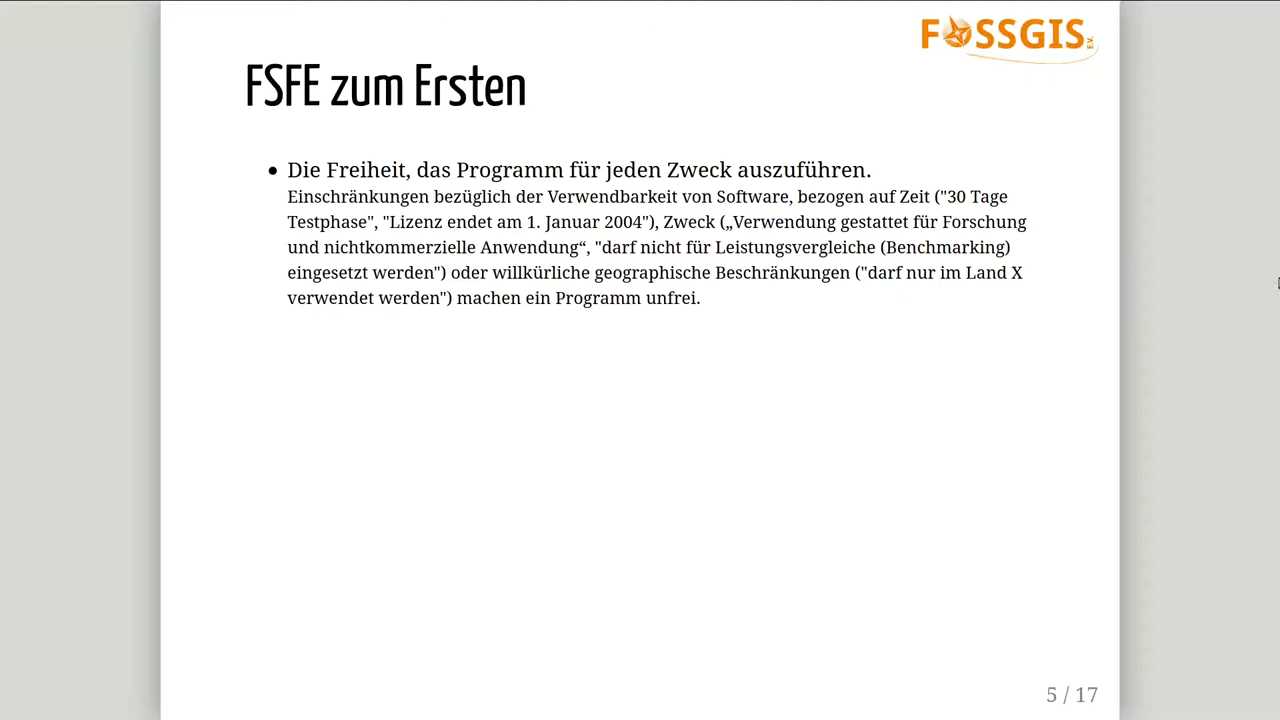 FOSSGIS e.V.
FSFE zum Ersten
• Die Freiheit, das Programm für jeden Zweck auszuführen.
Einschränkungen bezüglich der Verwendbarkeit von Software, bezogen auf Zeit ("30 Tage
Testphase", "Lizenz endet am 1. Januar 2004"), Zweck („Verwendung gestattet für Forschung
und nichtkommerzielle Anwendung“, "darf nicht für Leistungsvergleiche (Benchmarking)
eingesetzt werden") oder willkürliche geographische Beschränkungen ("darf nur im Land X
verwendet werden") machen ein Programm unfrei.
5 / 17